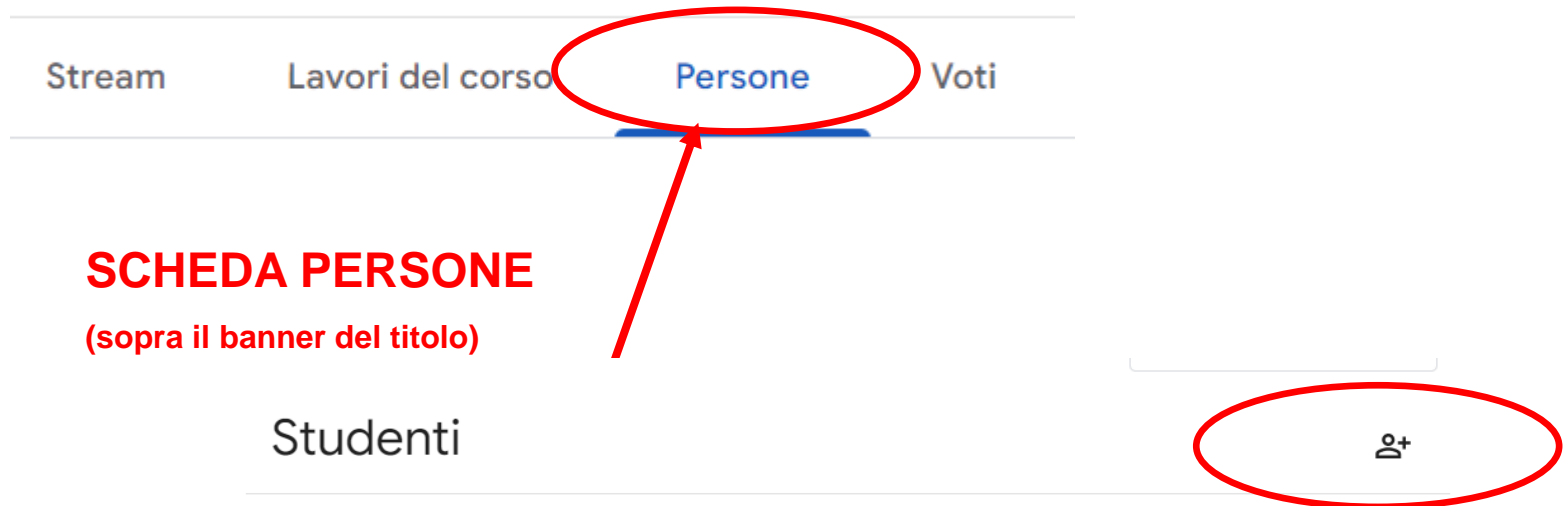 Stream Lavori del corso Persone Voti
SCHEDA PERSONE
(sopra il banner del titolo)
Studenti